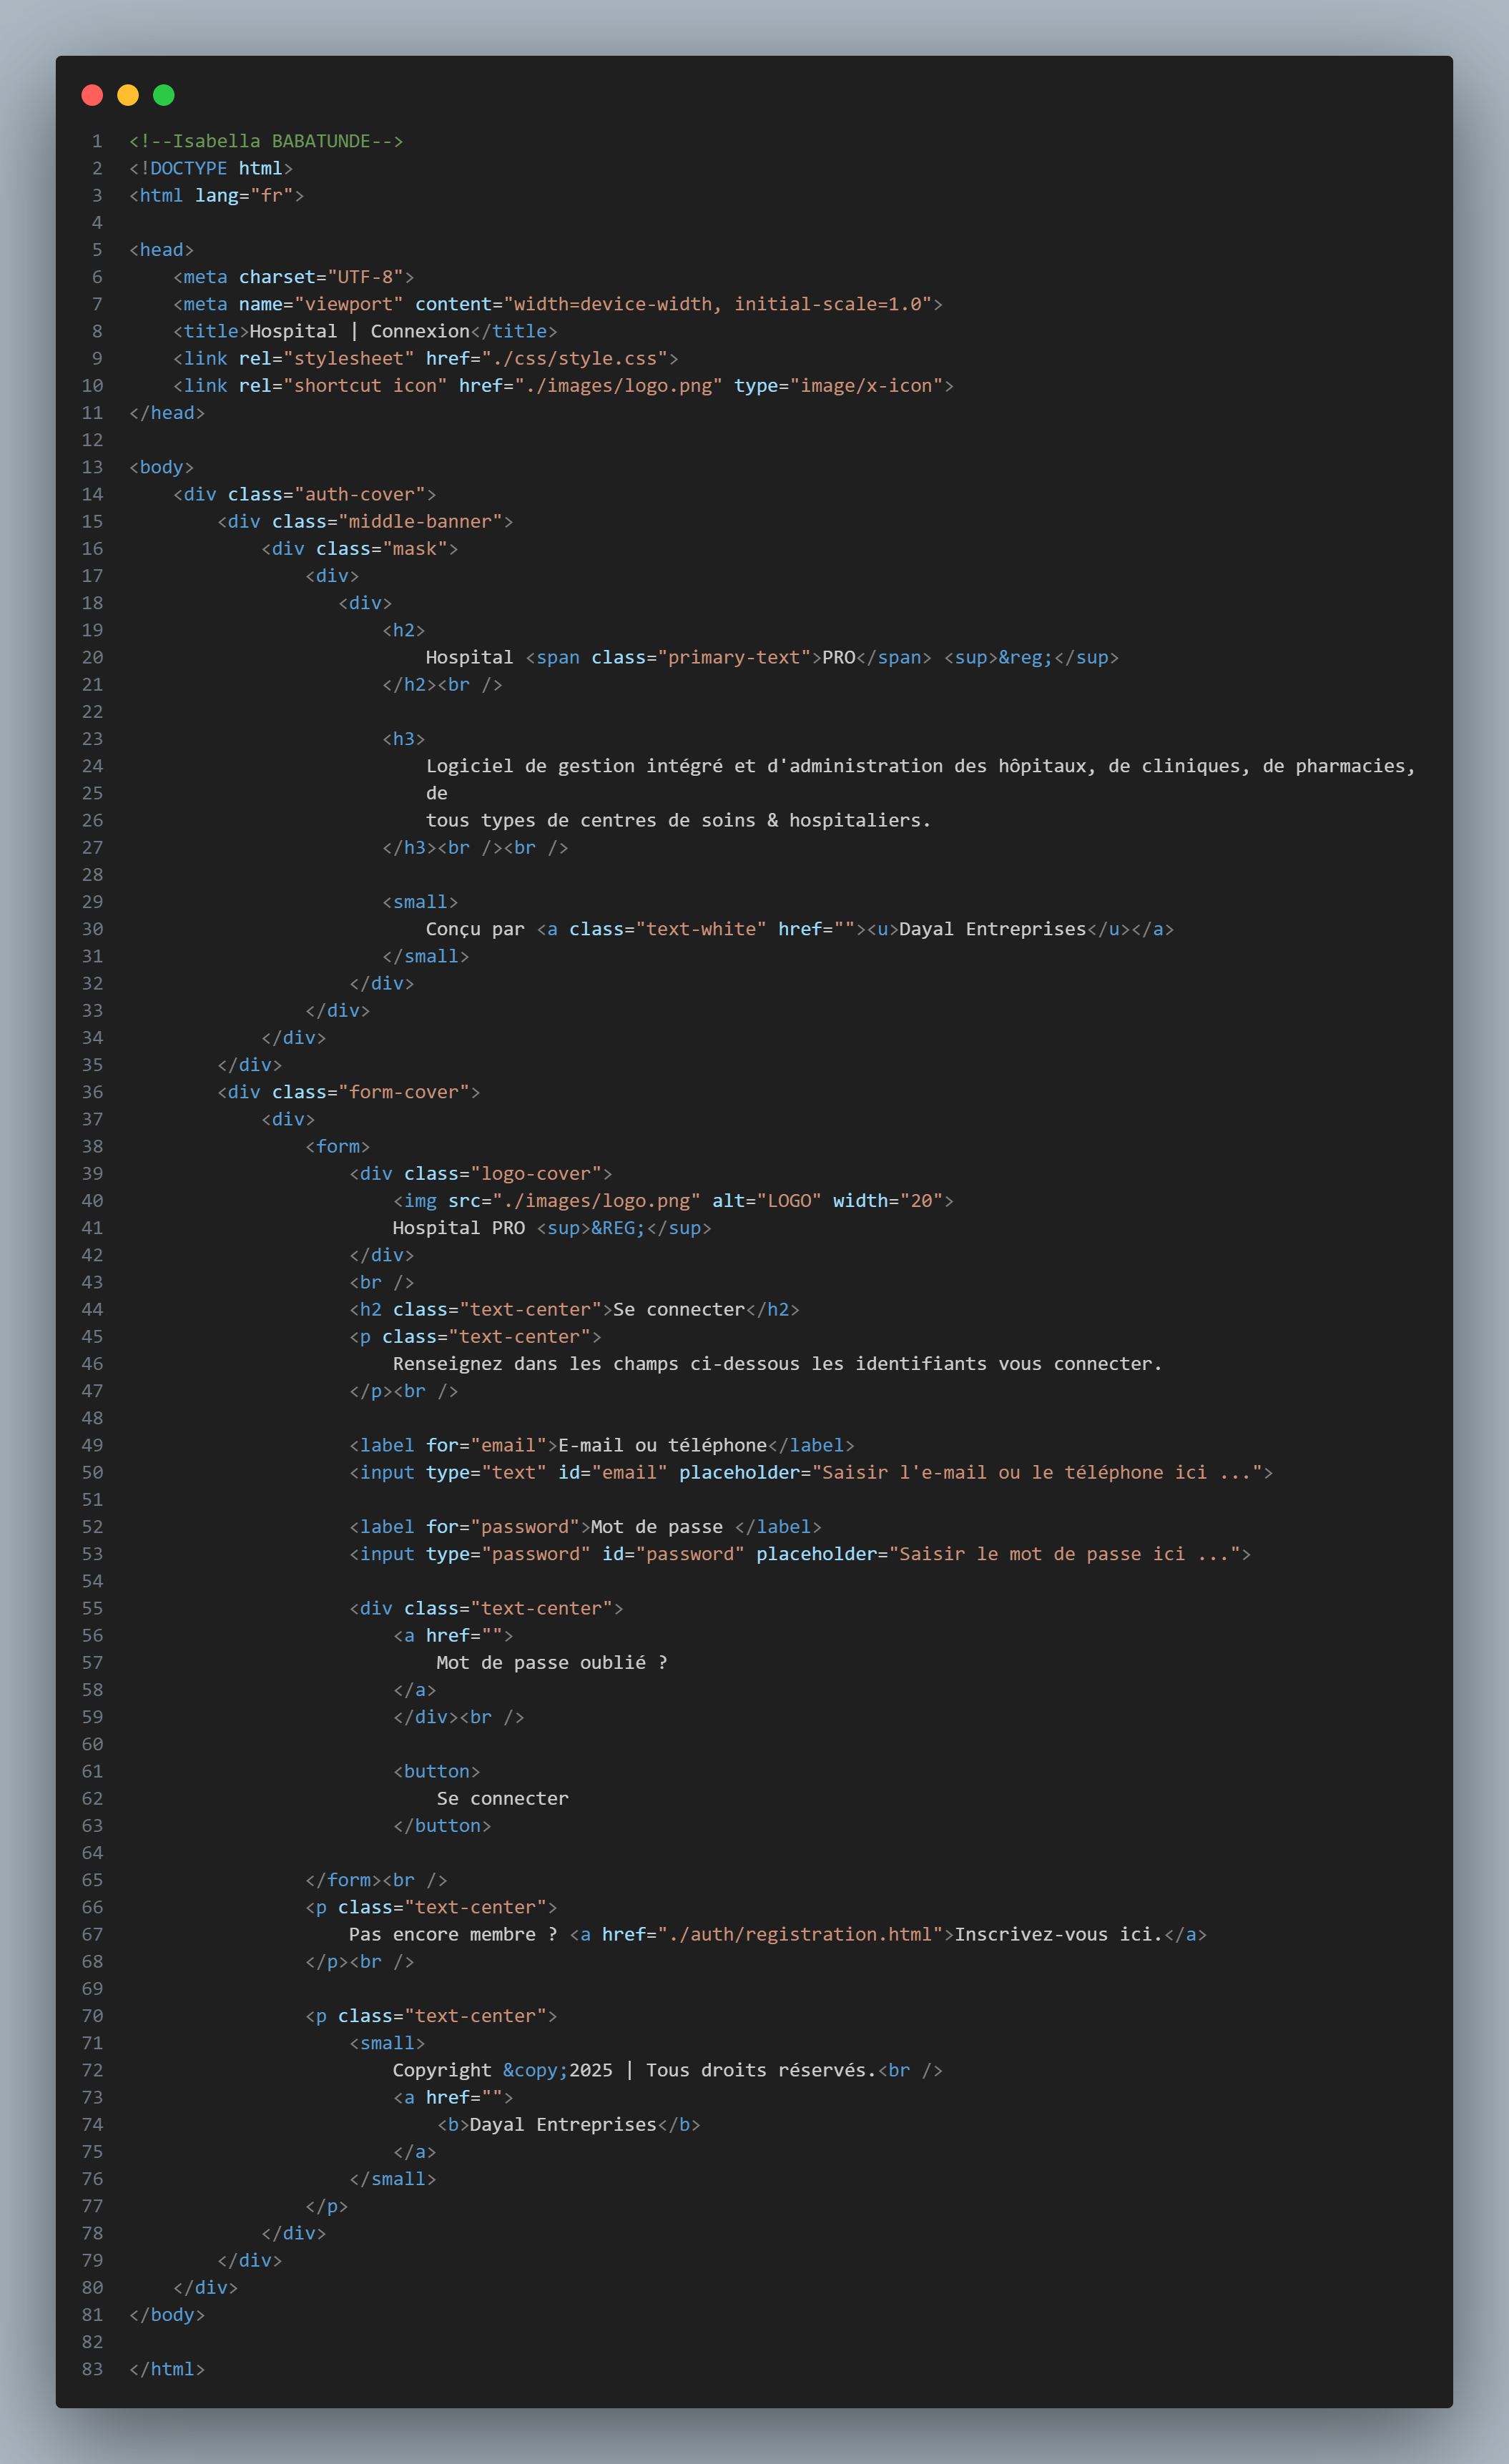 1 <!--Isabella BABATUNDE-->
2 <!DOCTYPE html>
3 <html lang="fr">
4
5 <head>
6     <meta charset="UTF-8">
7     <meta name="viewport" content="width=device-width, initial-scale=1.0">
8     <title>Hospital | Connexion</title>
9     <link rel="stylesheet" href="./css/style.css">
10     <link rel="shortcut icon" href="./images/logo.png" type="image/x-icon">
11 </head>
12
13 <body>
14     <div class="auth-cover">
15         <div class="middle-banner">
16             <div class="mask">
17                 <div>
18                    <div>
19                        <h2>
20                            Hospital <span class="primary-text">PRO</span> <sup>&reg;</sup>
21                        </h2><br />
22
23                        <h3>
24                            Logiciel de gestion intégré et d'administration des hôpitaux, de cliniques, de pharmacies,
25                            de
26                            tous types de centres de soins & hospitaliers.
27                        </h3><br /><br />
28
29                        <small>
30                            Conçu par <a class="text-white" href=""><u>Dayal Entreprises</u></a>
31                        </small>
32                     </div>
33                 </div>
34             </div>
35         </div>
36         <div class="form-cover">
37             <div>
38                 <form>
39                     <div class="logo-cover">
40                         <img src="./images/logo.png" alt="LOGO" width="20">
41                         Hospital PRO <sup>&REG;</sup>
42                     </div>
43                     <br />
44                     <h2 class="text-center">Se connecter</h2>
45                     <p class="text-center">
46                         Renseignez dans les champs ci-dessous les identifiants vous connecter.
47                     </p><br />
48
49                     <label for="email">E-mail ou téléphone</label>
50                     <input type="text" id="email" placeholder="Saisir l'e-mail ou le téléphone ici ...">
51
52                     <label for="password">Mot de passe </label>
53                     <input type="password" id="password" placeholder="Saisir le mot de passe ici ...">
54
55                     <div class="text-center">
56                         <a href="">
57                             Mot de passe oublié ?
58                         </a>
59                         </div><br />
60
61                         <button>
62                             Se connecter
63                         </button>
64
65                 </form><br />
66                 <p class="text-center">
67                     Pas encore membre ? <a href="./auth/registration.html">Inscrivez-vous ici.</a>
68                 </p><br />
69
70                 <p class="text-center">
71                     <small>
72                         Copyright &copy;2025 | Tous droits réservés.<br />
73                         <a href="">
74                             <b>Dayal Entreprises</b>
75                         </a>
76                     </small>
77                 </p>
78             </div>
79         </div>
80     </div>
81 </body>
82
83 </html>